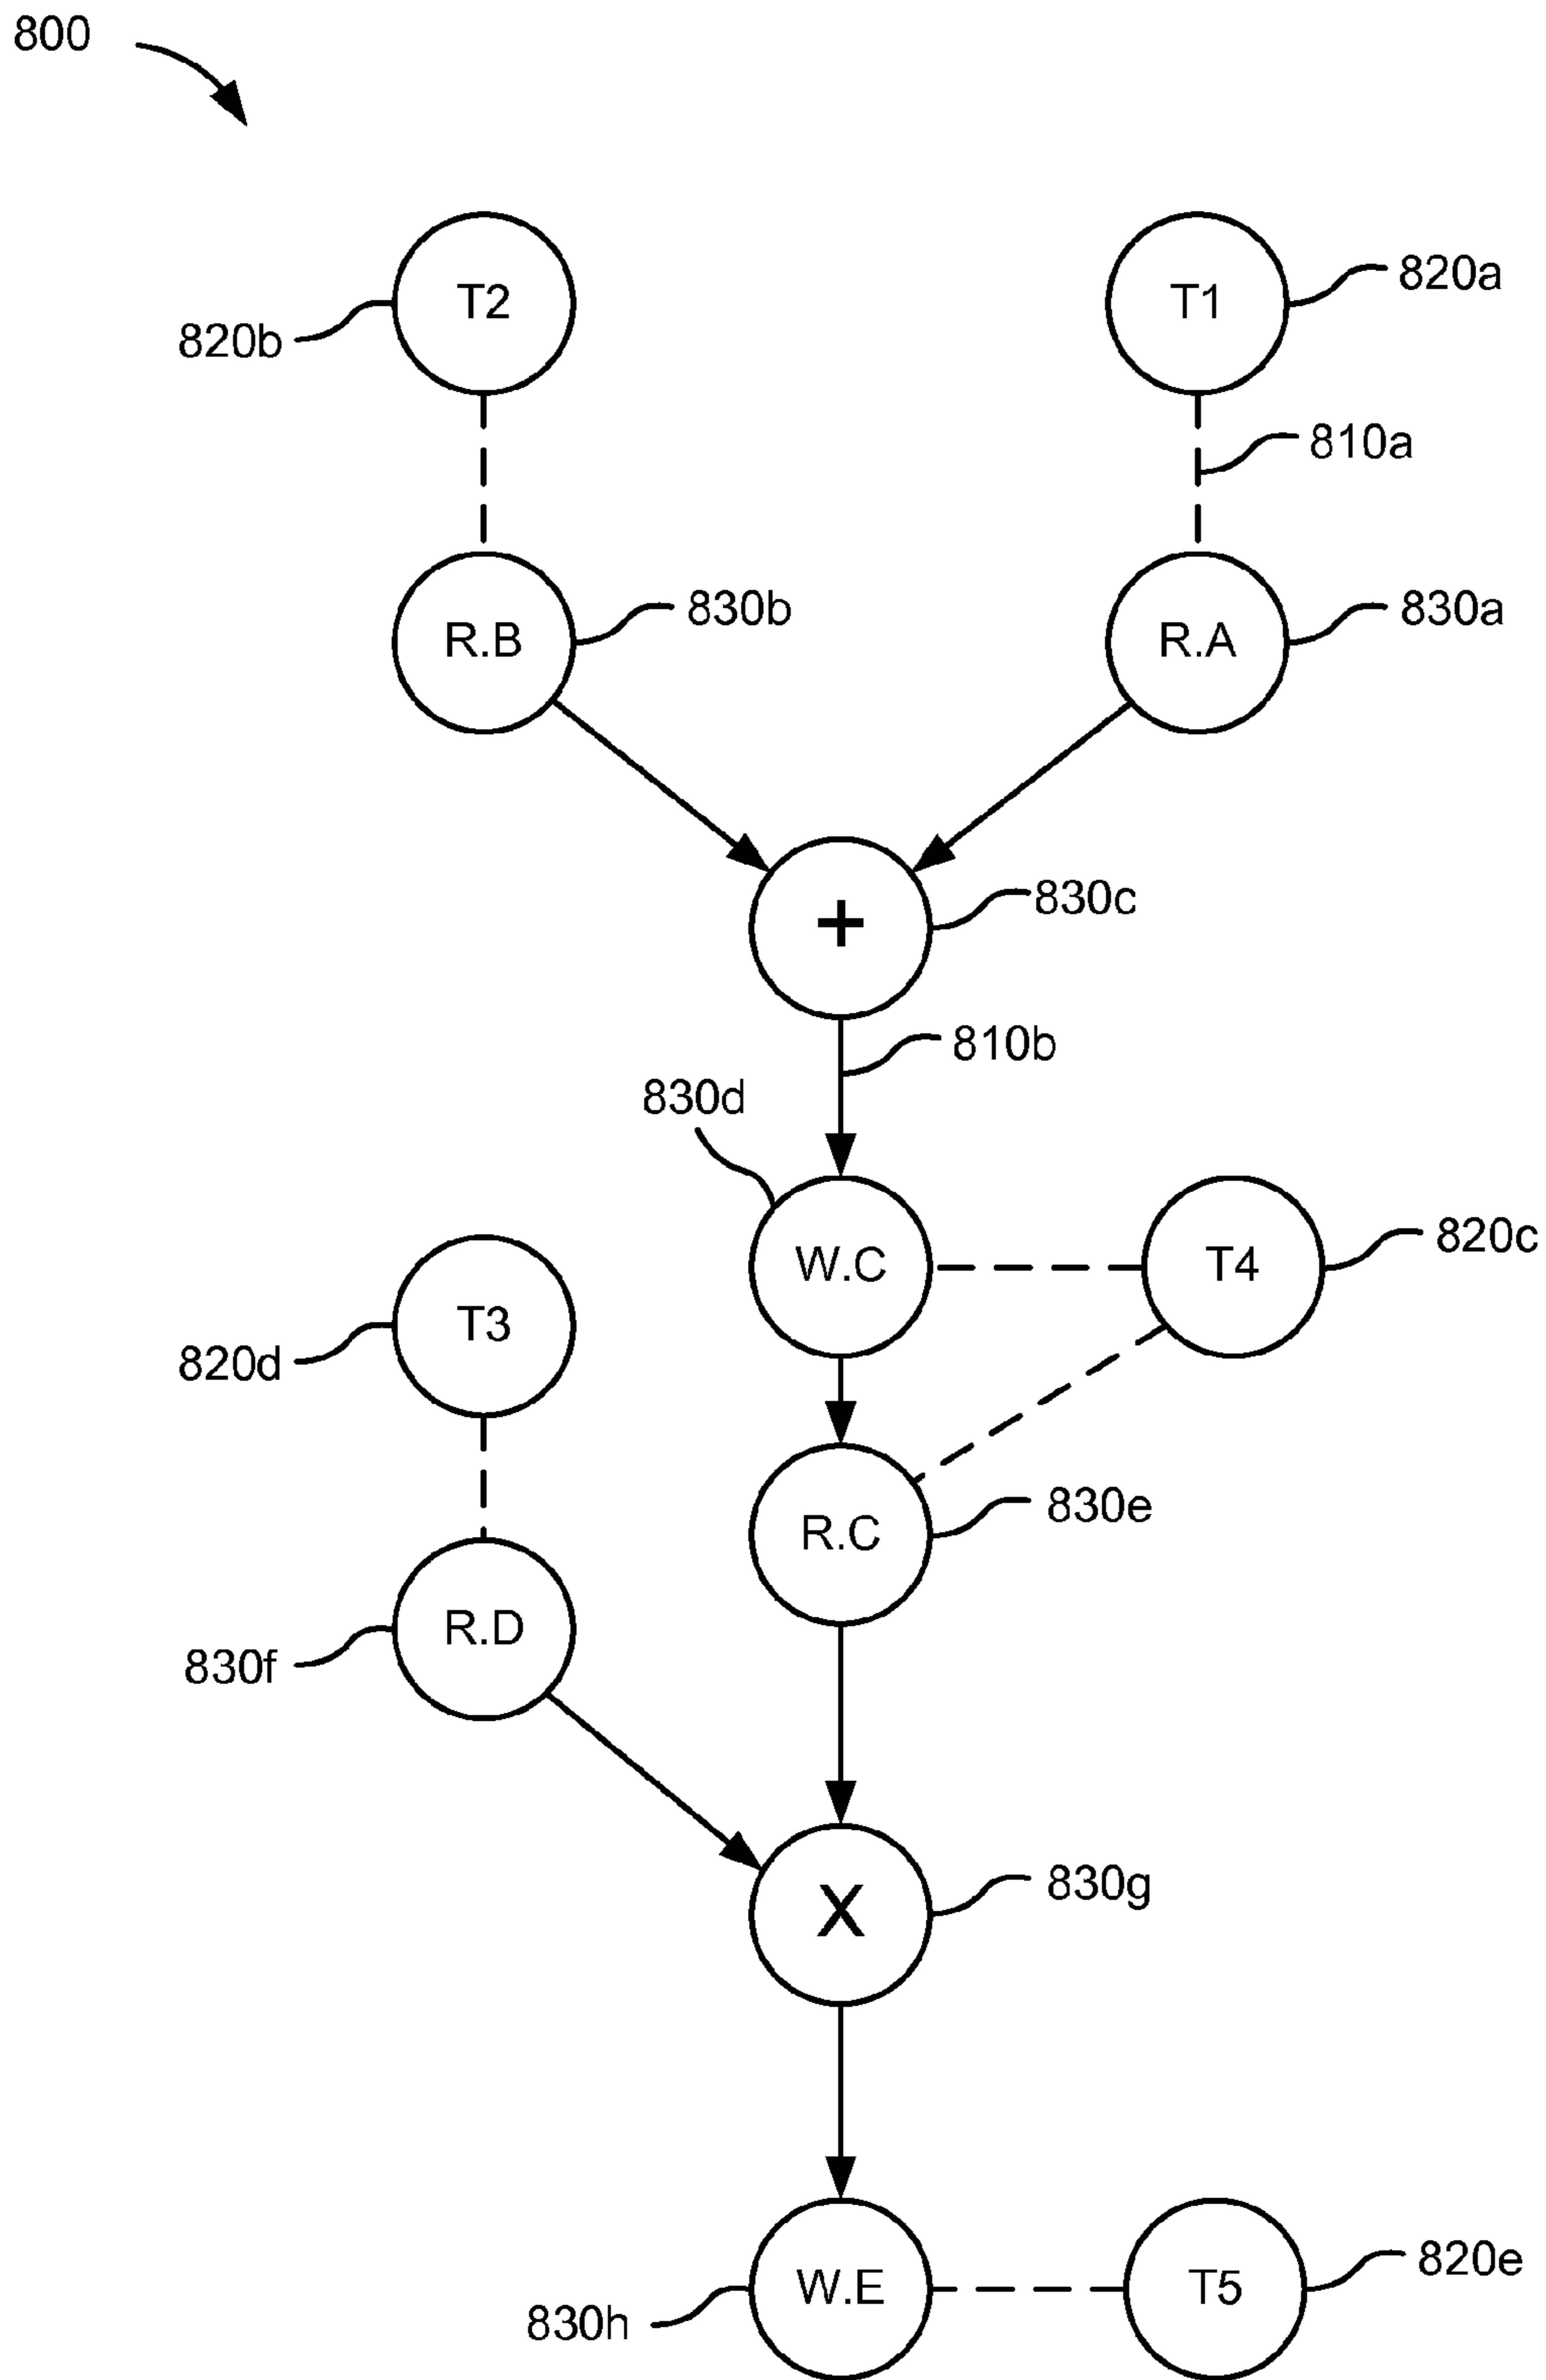 800
T2
T1
820a
820b
810a
R.B
830b
R.A
830a
+
830c
810b
830d
W.C
T4
820c
T3
820d
R.C
830e
R.D
830f
X
830g
W.E
T5
820e
830h